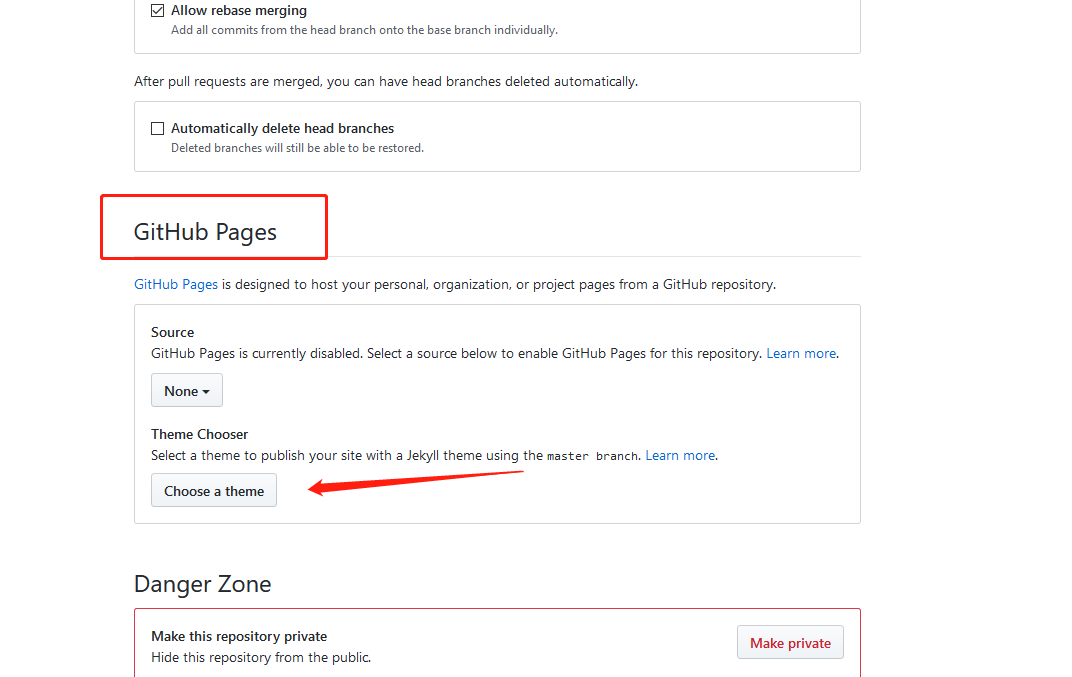 Allow rebase merging
Add all commits from the head branch onto the base branch individually.
After pull requests are merged, you can have head branches deleted automatically.
Automatically delete head branches
Deleted branches will still be able to be restored.
GitHub Pages
GitHub Pages is designed to host your personal, organization, or project pages from a GitHub repository.
Source
GitHub Pages is currently disabled. Select a source below to enable GitHub Pages for this repository. Learn more.
None
Theme Chooser
Select a theme to publish your site with a Jekyll theme using the master branch. Learn more.
Choose a theme
Danger Zone
Make this repository private
Hide this repository from the public.
Make private